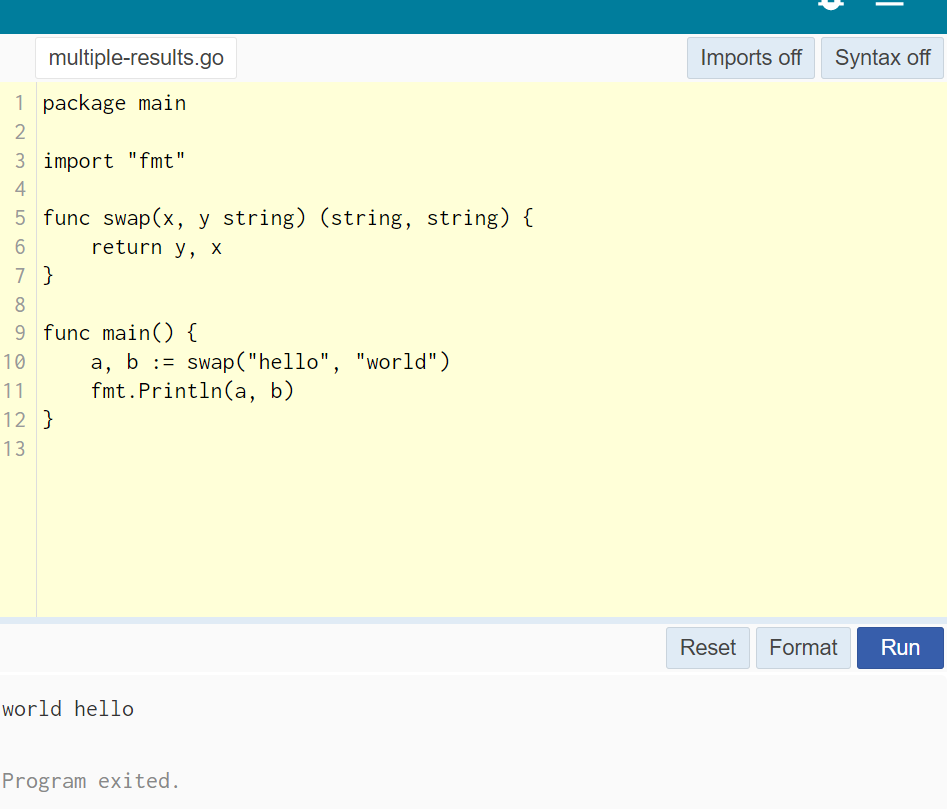 multiple-results.go Imports off Syntax off
1 package main
2
3 import "fmt"
4
5 func swap(x, y string) (string, string) {
6     return y, x
7 }
8
9 func main() {
10     a, b := swap("hello", "world")
11     fmt.Println(a, b)
12 }
13
Reset Format Run
world hello
Program exited.